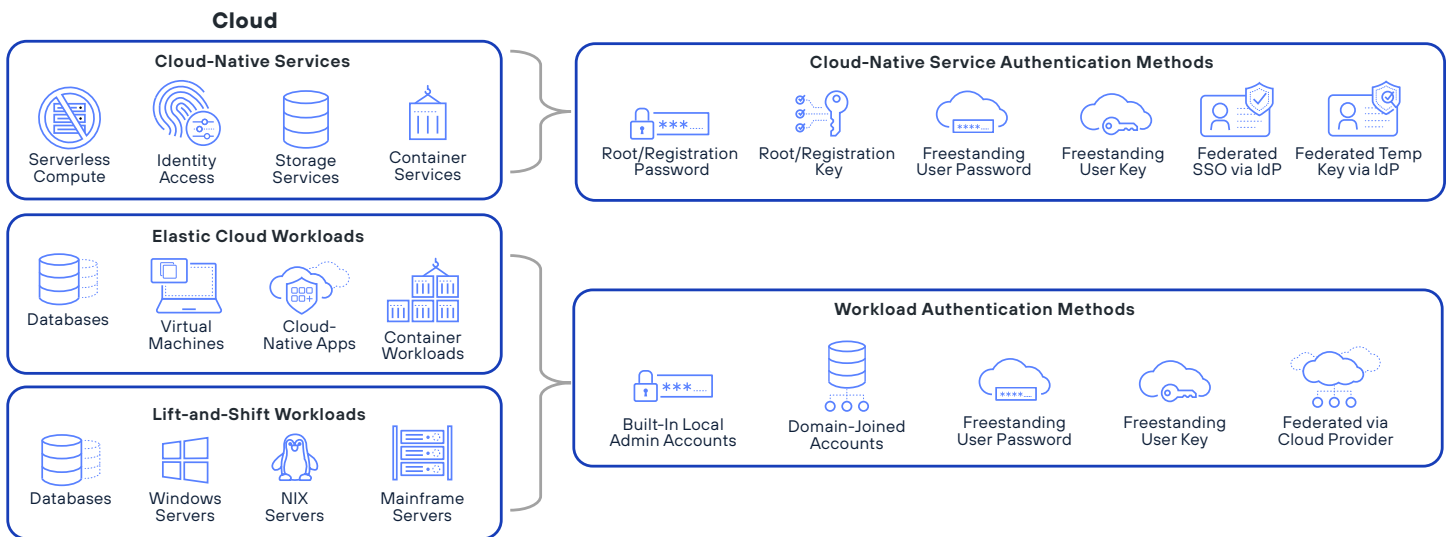 Cloud
Cloud-Native Services
Serverless
Compute
Identity
Access
Storage
Services
Container
Services
Cloud-Native Service Authentication Methods
***....
Root/Registration
Password
Root/Registration
Key
****....
Freestanding
User Password
Freestanding
User Key
Federated
SSO via IdP
Federated Temp
Key via IdP
Elastic Cloud Workloads
Databases
Virtual
Machines
Cloud-
Native Apps
Container
Workloads
Lift-and-Shift Workloads
Databases
Windows
Servers
NIX
Servers
Mainframe
Servers
Workload Authentication Methods
***....
Built-In Local
Admin Accounts
Domain-Joined
Accounts
****....
Freestanding
User Password
Freestanding
User Key
Federated via
Cloud Provider